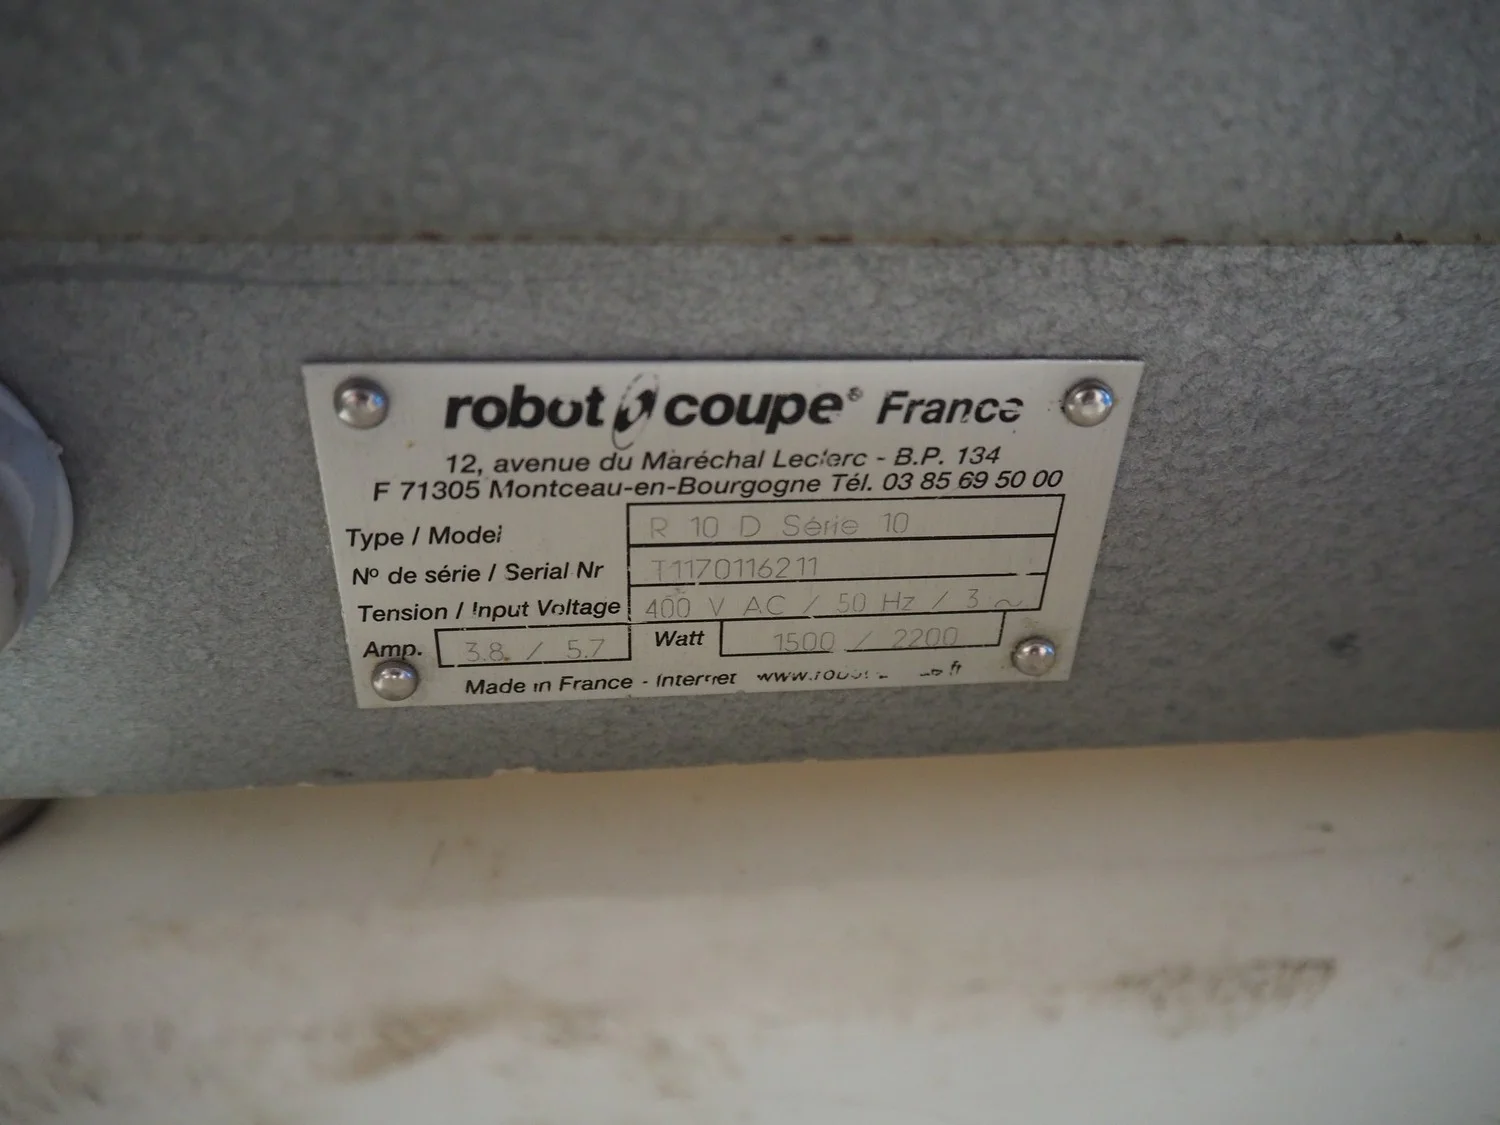 robot coupe® France
12, avenue du Maréchal Leclerc - B.P. 134
F 71305 Montceau-en-Bourgogne Tél. 03 85 69 50 00
Type / Model R 10 D Série 10
Nº de série / Serial Nr T1170116211
Tension / Input Voltage 400 V AC / 50 Hz / 3 ~
Amp. 3.8 / 5.7 Watt 1500 / 2200
Made in France - Internet